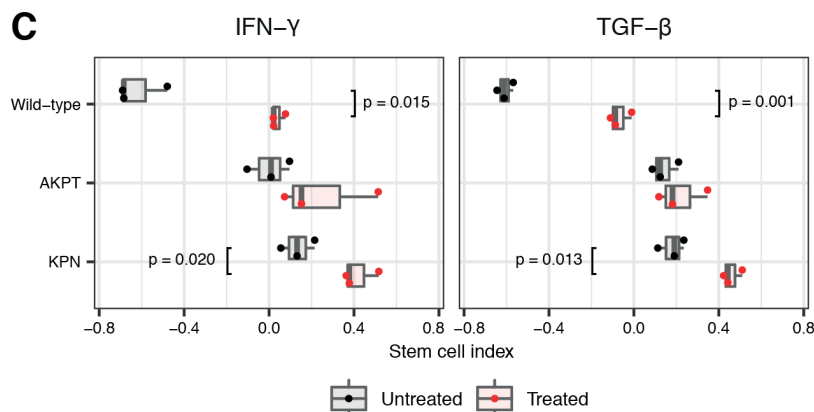 C
IFN−γ
TGF−β
Wild−type
p = 0.015
p = 0.001
AKPT
KPN
p = 0.020
p = 0.013
−0.8 −0.4 0.0 0.4 0.8 −0.8 −0.4 0.0 0.4 0.8
Stem cell index
Untreated Treated